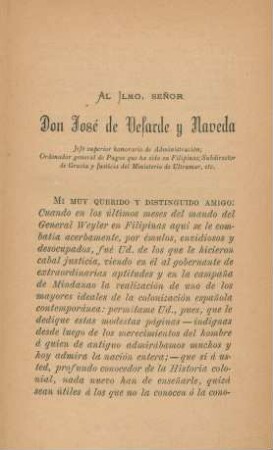 AL ILMO. SEÑOR
Don José de Velarde y Naveda
Jefe superior honorario de Administración;
Ordenador general de Pagos que ha sido en Filipinas; Subdirector
de Gracia y Justicia del Ministerio de Ultramar, etc.
MI MUY QUERIDO Y DISTINGUIDO AMIGO:
Cuando en los últimos meses del mando del
General Weyler en Filipinas aquí se le com-
batía acerbamente, por émulos, envidiosos y
desocupados, fué Ud. de los que le hicieron
cabal justicia, viendo en él al gobernante de
extraordinarias aptitudes y en la campaña
de Mindanao la realización de uno de los
mayores ideales de la colonización española
contemporánea: permítame Ud., pues, que le
dedique estas modestas páginas—indignas
desde luego de los merecimientos del hombre
á quien de antiguo admirábamos muchos y
hoy admira la nación entera;—que si á us-
ted, profundo conocedor de la Historia colo-
nial, nada nuevo han de enseñarle, quizá
sean útiles á los que no la conocen ó la cono-